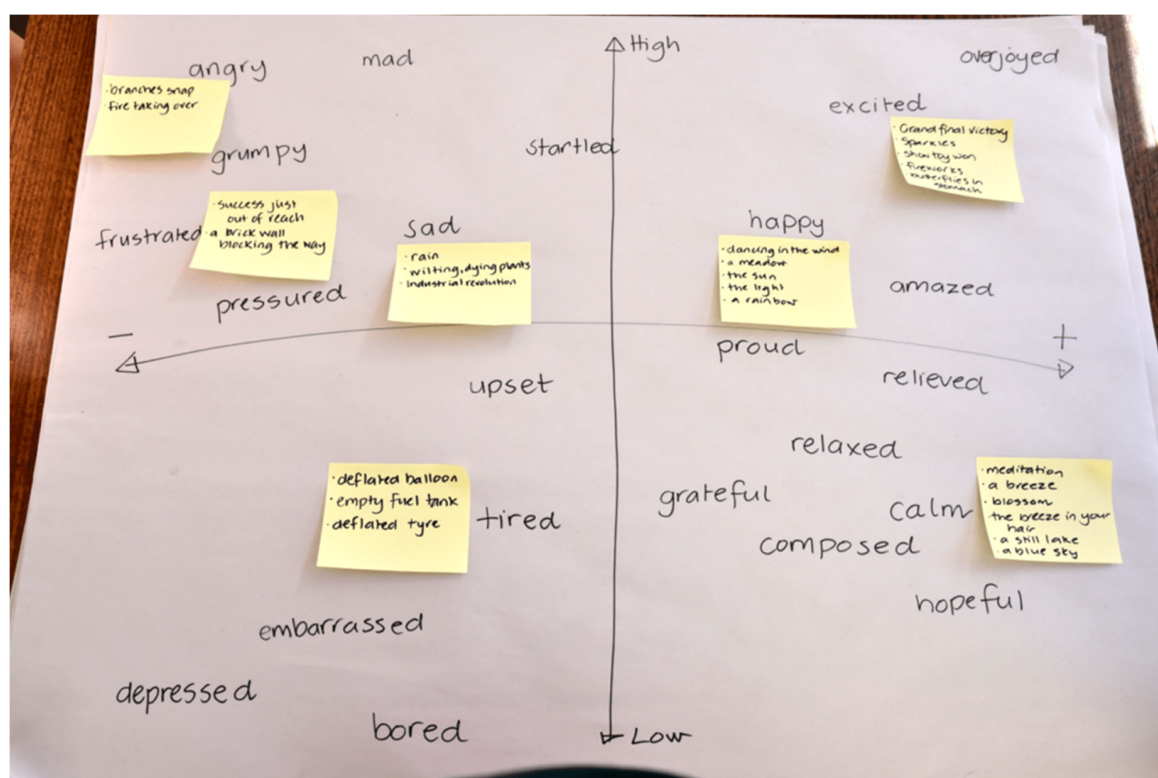 △ High
angry
mad
overjoyed
· branches snap
· fire taking over
excited
· Grand final victory
· Sparkles
· fireworks
butterflies in
stomach
startled
grumpy
· success just
out of reach
· a brick wall
blocking the way
frustrated
sad
· rain
· wilting, dying plants
· industrial revolution
happy
· dancing in the wind
· a meadow
· the sun
· the light
· a rainbow
amazed
pressured
−
+
proud
relieved
upset
relaxed
· deflated balloon
· empty fuel tank
· deflated tyre
tired
grateful
calm
· meditation
· a breeze
· blossom
· the breeze in your
hair
· a still lake
· a blue sky
composed
hopeful
embarrassed
depressed
bored
Low